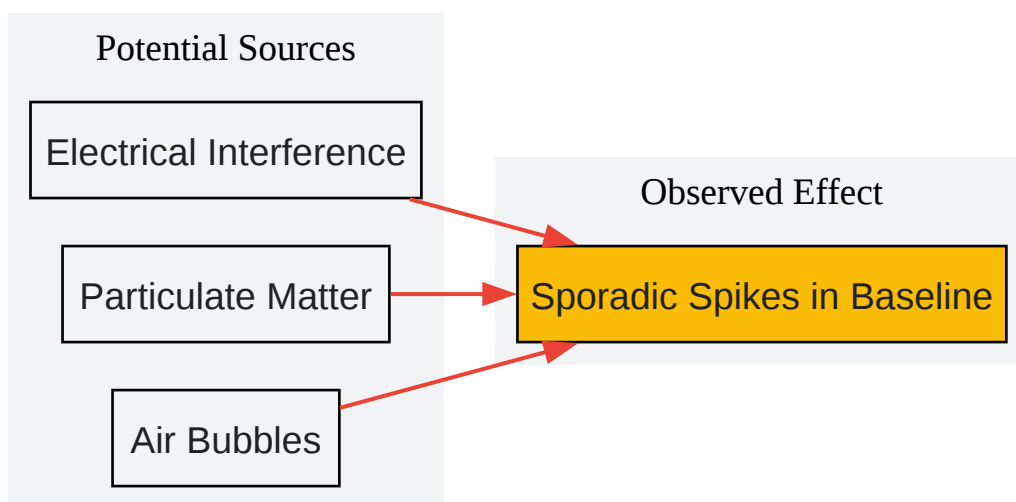 Potential Sources
Electrical Interference
Particulate Matter
Air Bubbles
Observed Effect
Sporadic Spikes in Baseline